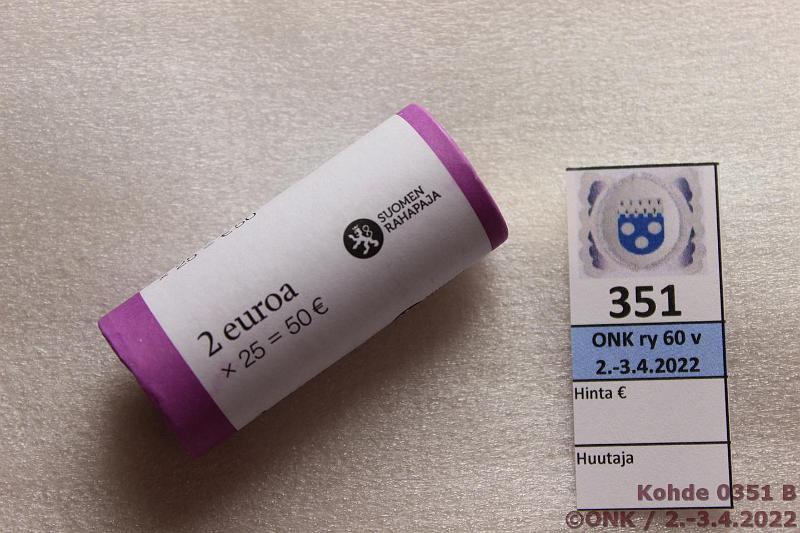 2 euroa
× 25 = 50 €
SUOMEN
RAHAPAJA
351
ONK ry 60 v
2.-3.4.2022
Hinta €
Huutaja
Kohde 0351 B
©ONK / 2.-3.4.2022